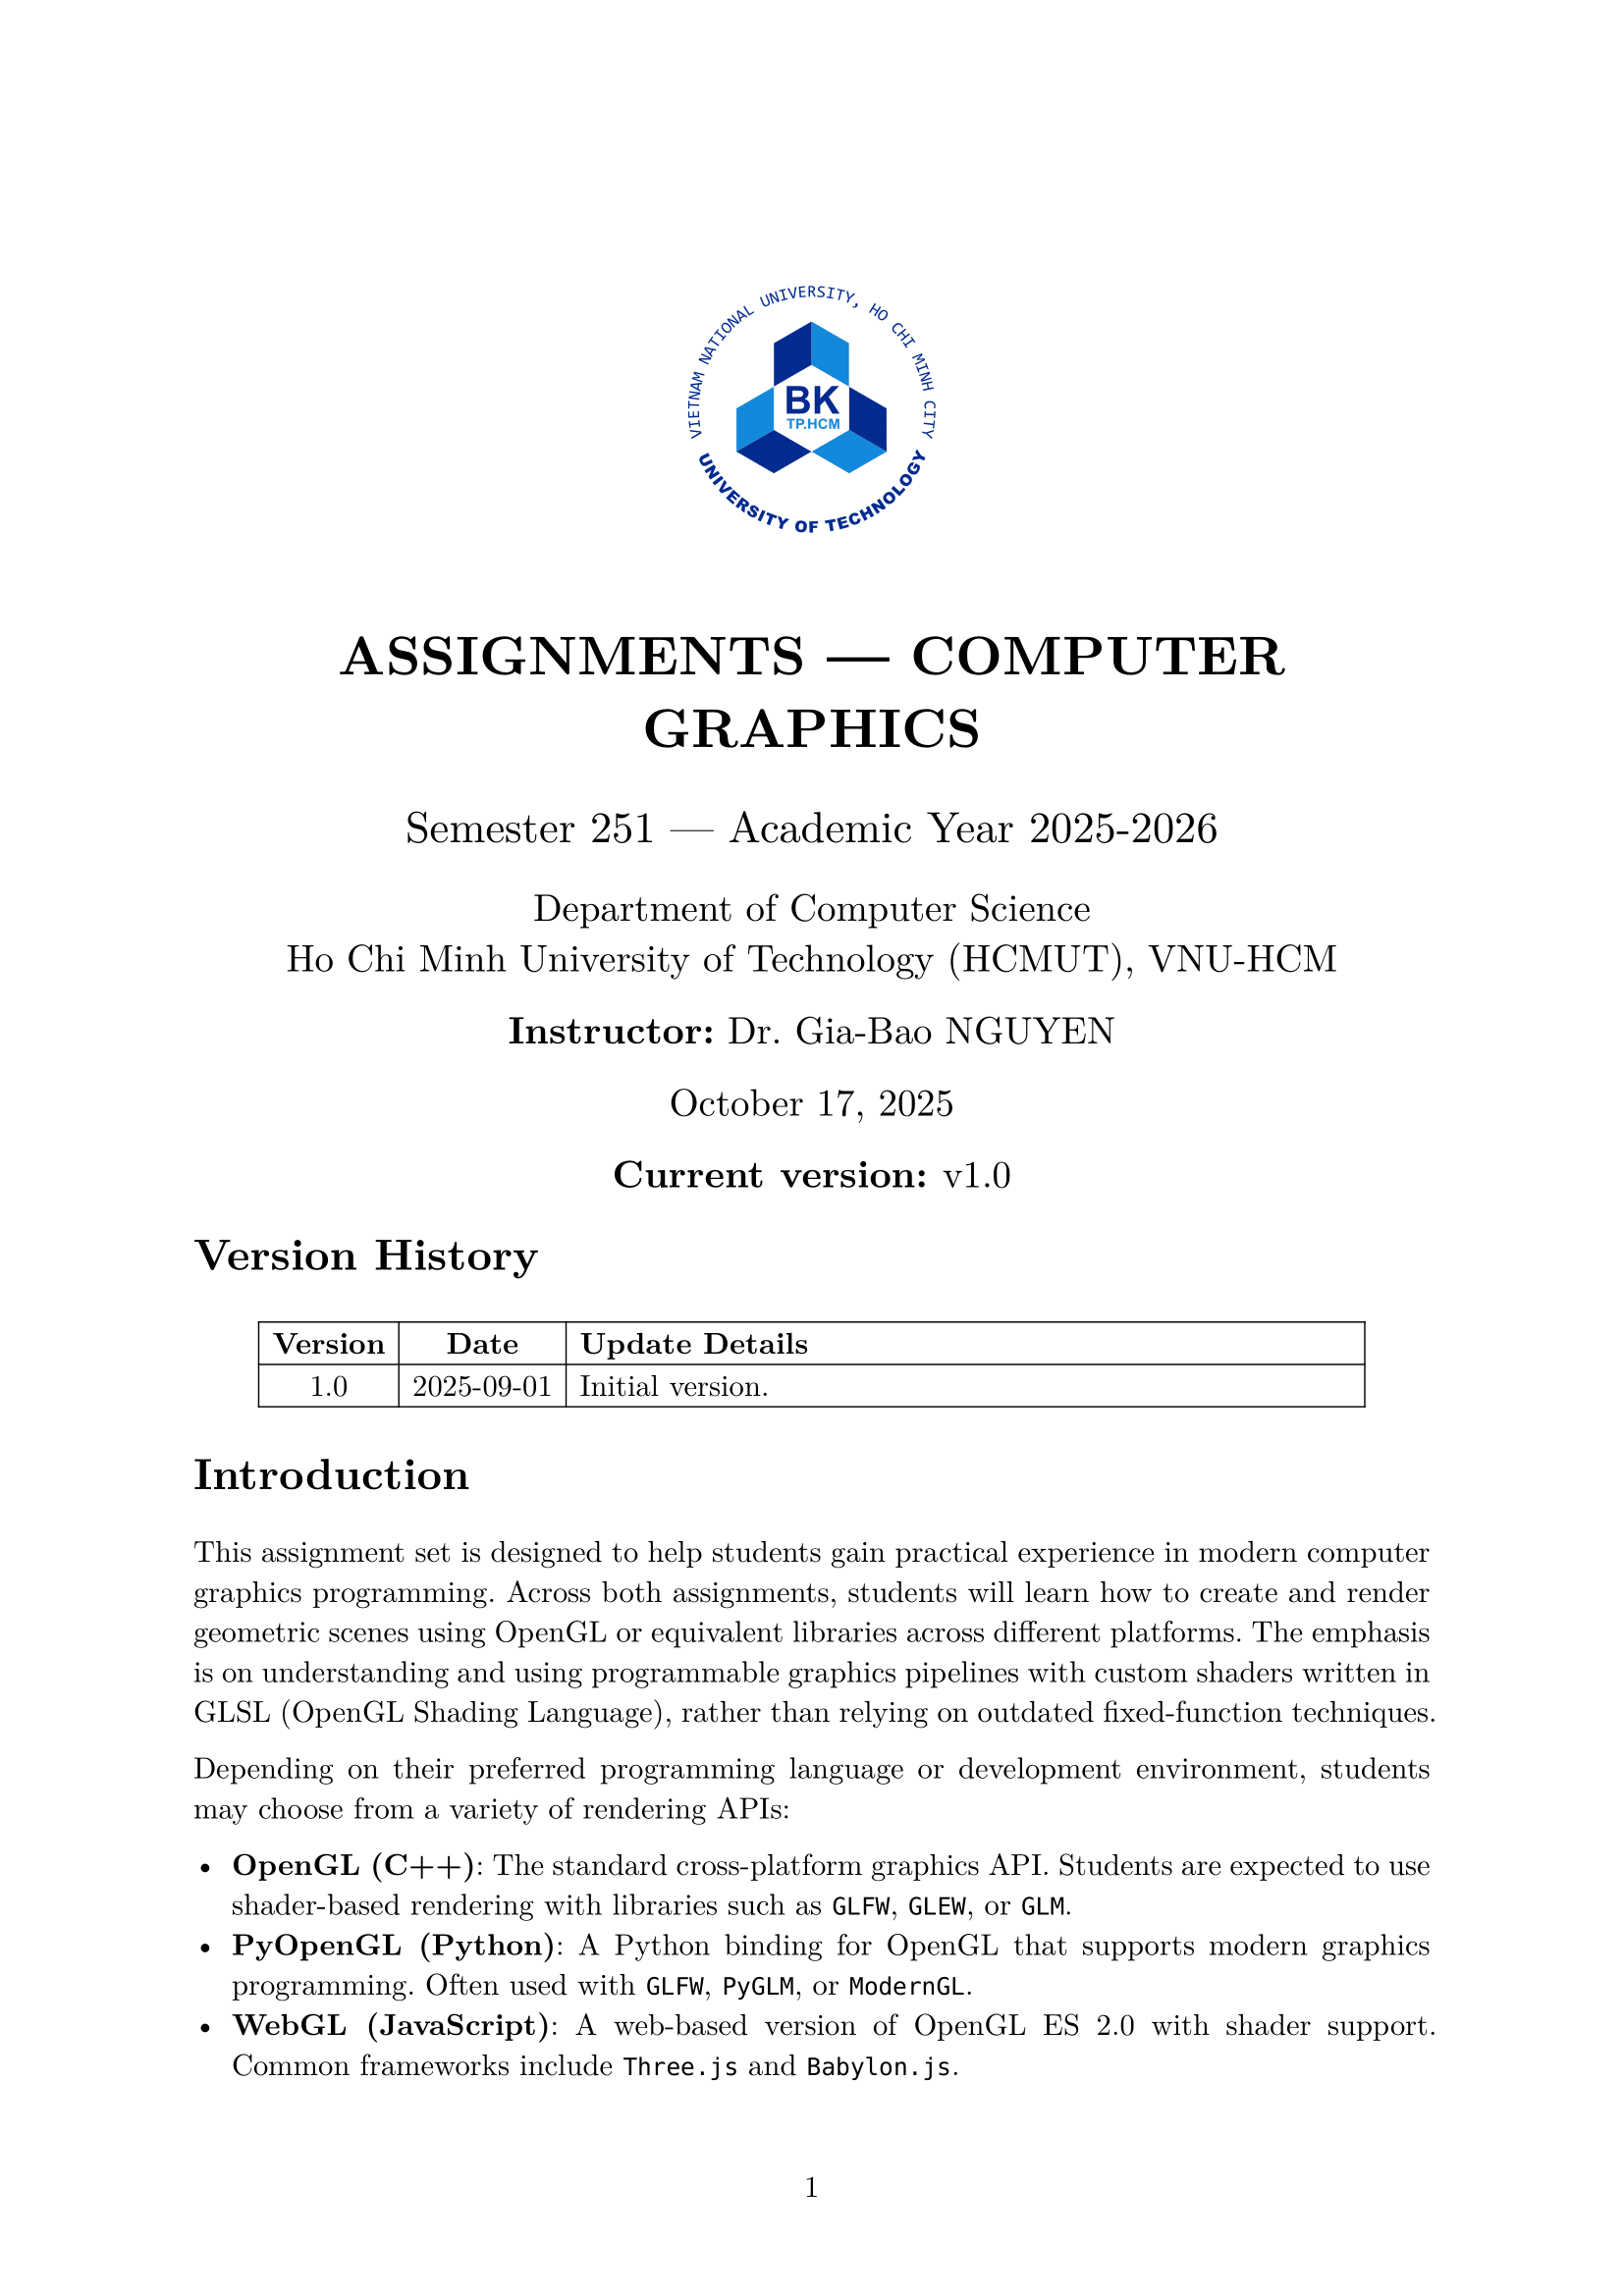 VIETNAM NATIONAL UNIVERSITY, HO CHI MINH CITY
BK
TP.HCM
UNIVERSITY OF TECHNOLOGY
ASSIGNMENTS — COMPUTER
GRAPHICS
Semester 251 — Academic Year 2025-2026
Department of Computer Science
Ho Chi Minh University of Technology (HCMUT), VNU-HCM
Instructor: Dr. Gia-Bao NGUYEN
October 17, 2025
Current version: v1.0
Version History
Version Date Update Details
1.0 2025-09-01 Initial version.
Introduction
This assignment set is designed to help students gain practical experience in modern computer
graphics programming. Across both assignments, students will learn how to create and render
geometric scenes using OpenGL or equivalent libraries across different platforms. The emphasis
is on understanding and using programmable graphics pipelines with custom shaders written in
GLSL (OpenGL Shading Language), rather than relying on outdated fixed-function techniques.
Depending on their preferred programming language or development environment, students
may choose from a variety of rendering APIs:
• OpenGL (C++): The standard cross-platform graphics API. Students are expected to use
shader-based rendering with libraries such as GLFW, GLEW, or GLM.
• PyOpenGL (Python): A Python binding for OpenGL that supports modern graphics
programming. Often used with GLFW, PyGLM, or ModernGL.
• WebGL (JavaScript): A web-based version of OpenGL ES 2.0 with shader support.
Common frameworks include Three.js and Babylon.js.
1